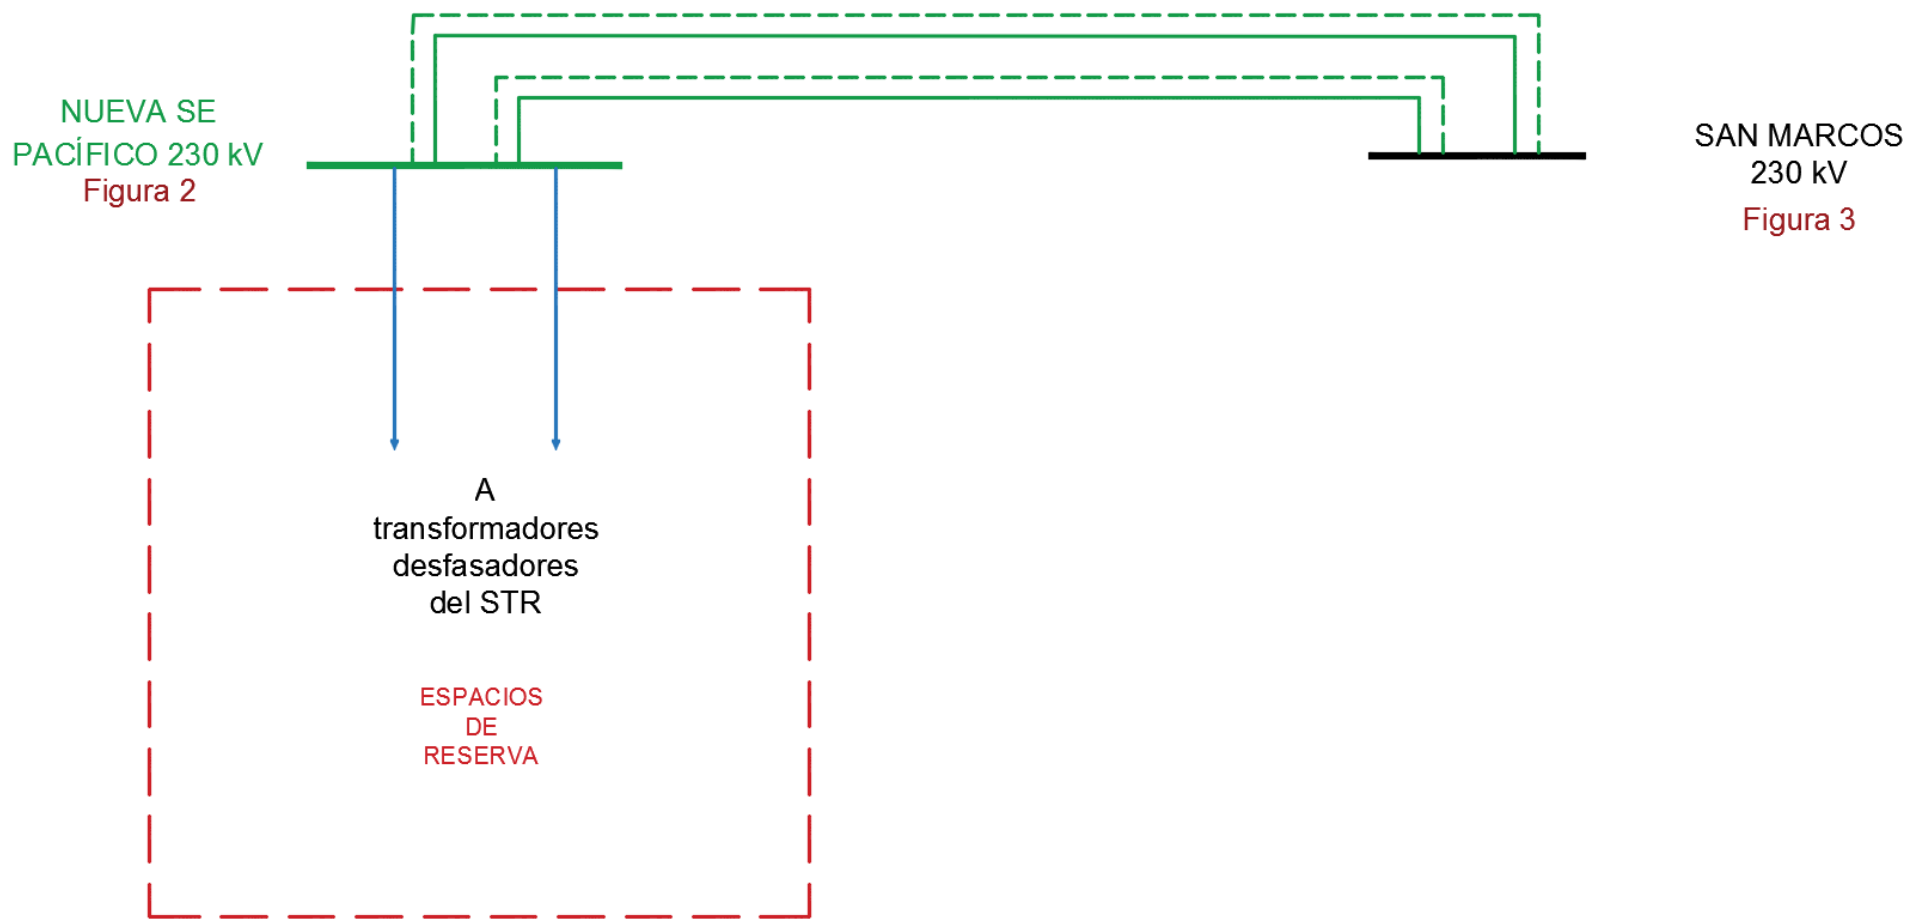 NUEVA SE
PACÍFICO 230 kV
Figura 2
SAN MARCOS
230 kV
Figura 3
A
transformadores
desfasadores
del STR
ESPACIOS
DE
RESERVA